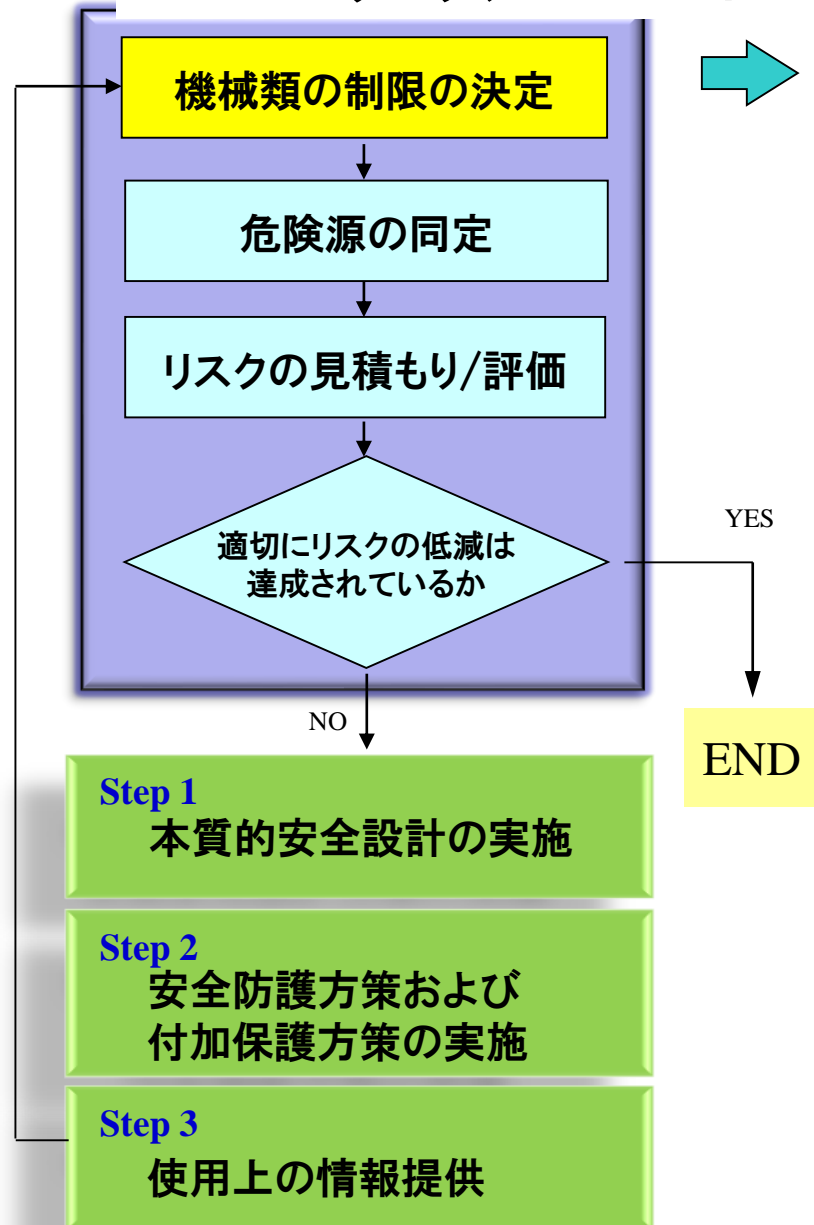 機械類の制限の決定
危険源の同定
リスクの見積もり/評価
適切にリスクの低減は
達成されているか
YES
NO
END
Step 1
本質的安全設計の実施
Step 2
安全防護方策および
付加保護方策の実施
Step 3
使用上の情報提供